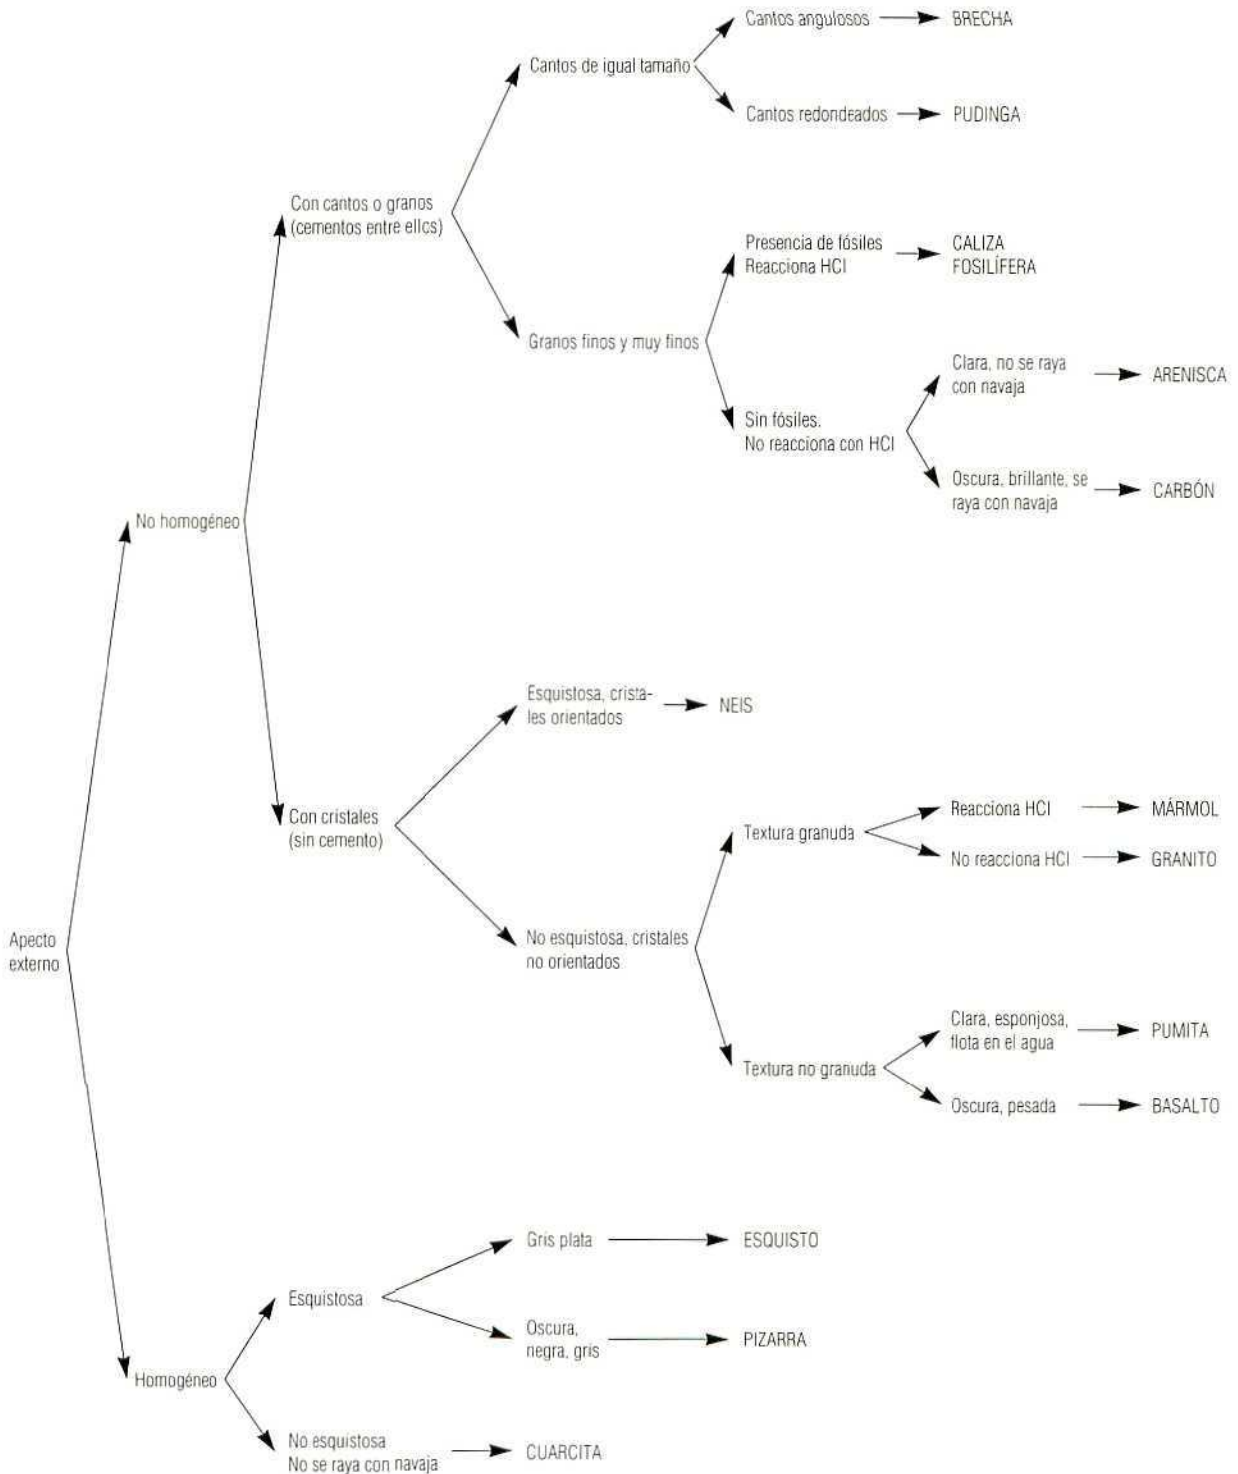 Cantos angulosos
BRECHA
Cantos de igual tamaño
Cantos redondeados
PUDINGA
Con cantos o granos
(cementos entre ellcs)
Presencia de fósiles
Reacciona HCl
CALIZA
FOSILÍFERA
Granos finos y muy finos
Clara, no se raya
con navaja
ARENISCA
Sin fósiles.
No reacciona con HCl
Oscura, brillante, se
raya con navaja
CARBÓN
No homogéneo
Esquistosa, crista-
les orientados
NEIS
Con cristales
(sin cemento)
Textura granuda
Reacciona HCl
MÁRMOL
No reacciona HCl
GRANITO
No esquistosa, cristales
no orientados
Apecto
externo
Clara, esponjosa,
flota en el agua
PUMITA
Textura no granuda
Oscura, pesada
BASALTO
Gris plata
ESQUISTO
Esquistosa
Oscura,
negra, gris
PIZARRA
Homogéneo
No esquistosa
No se raya con navaja
CUARCITA